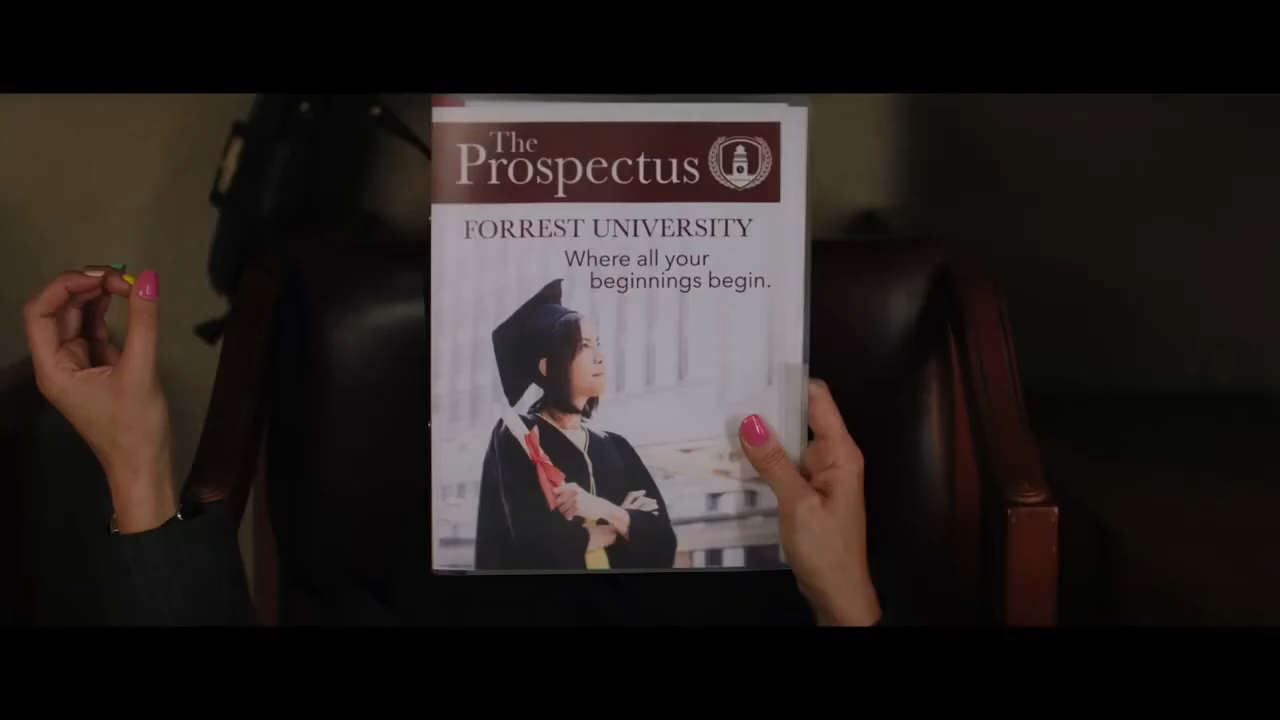 The
Prospectus
FORREST UNIVERSITY
Where all your
beginnings begin.